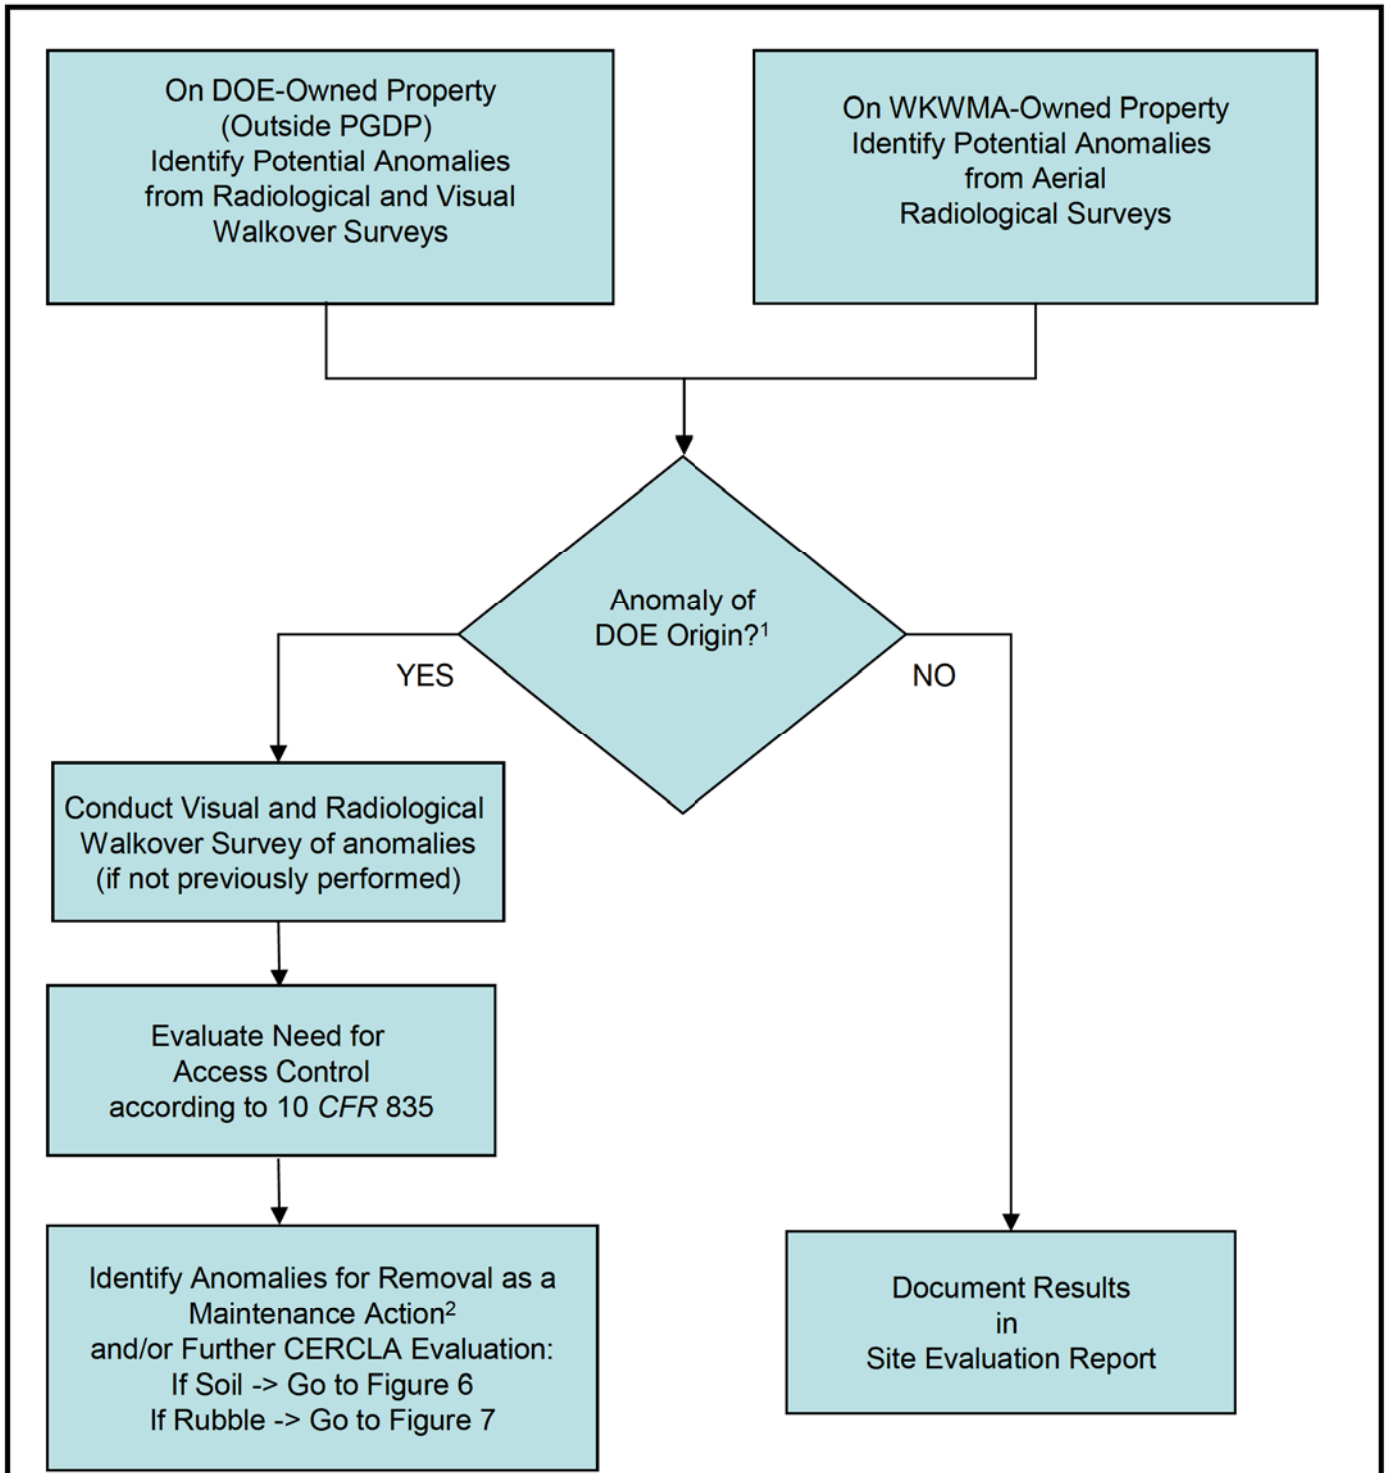 On DOE-Owned Property
(Outside PGDP)
Identify Potential Anomalies
from Radiological and Visual
Walkover Surveys
On WKWMA-Owned Property
Identify Potential Anomalies
from Aerial
Radiological Surveys
Anomaly of
DOE Origin?¹
YES
NO
Conduct Visual and Radiological
Walkover Survey of anomalies
(if not previously performed)
Evaluate Need for
Access Control
according to 10 CFR 835
Identify Anomalies for Removal as a
Maintenance Action²
and/or Further CERCLA Evaluation:
If Soil -> Go to Figure 6
If Rubble -> Go to Figure 7
Document Results
in
Site Evaluation Report